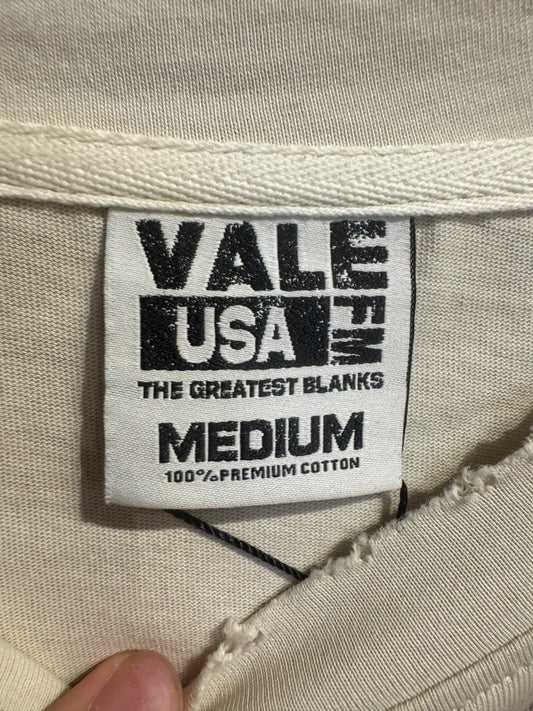 VALE
FM
USA
THE GREATEST BLANKS
MEDIUM
100% PREMIUM COTTON